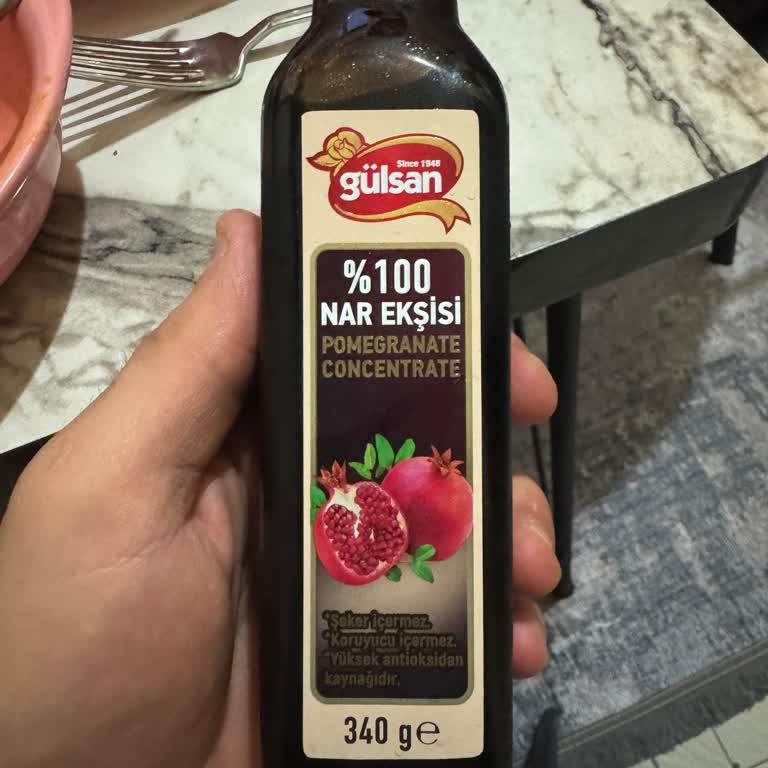 Since 1948
gülsan
%100
NAR EKŞİSİ
POMEGRANATE
CONCENTRATE
*Şeker içermez.
*Koruyucu içermez.
*Yüksek antioksidan
kaynağıdır.
340 g℮